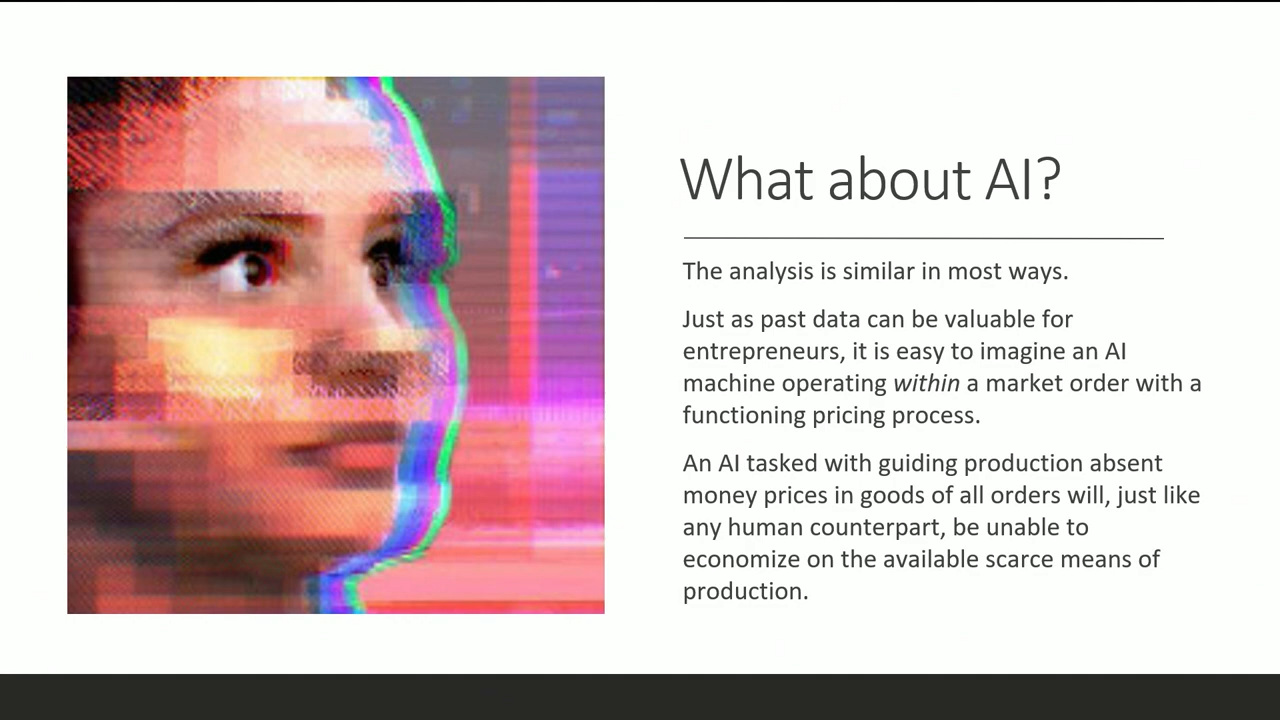 What about AI?
The analysis is similar in most ways.
Just as past data can be valuable for
entrepreneurs, it is easy to imagine an AI
machine operating within a market order with a
functioning pricing process.
An AI tasked with guiding production absent
money prices in goods of all orders will, just like
any human counterpart, be unable to
economize on the available scarce means of
production.